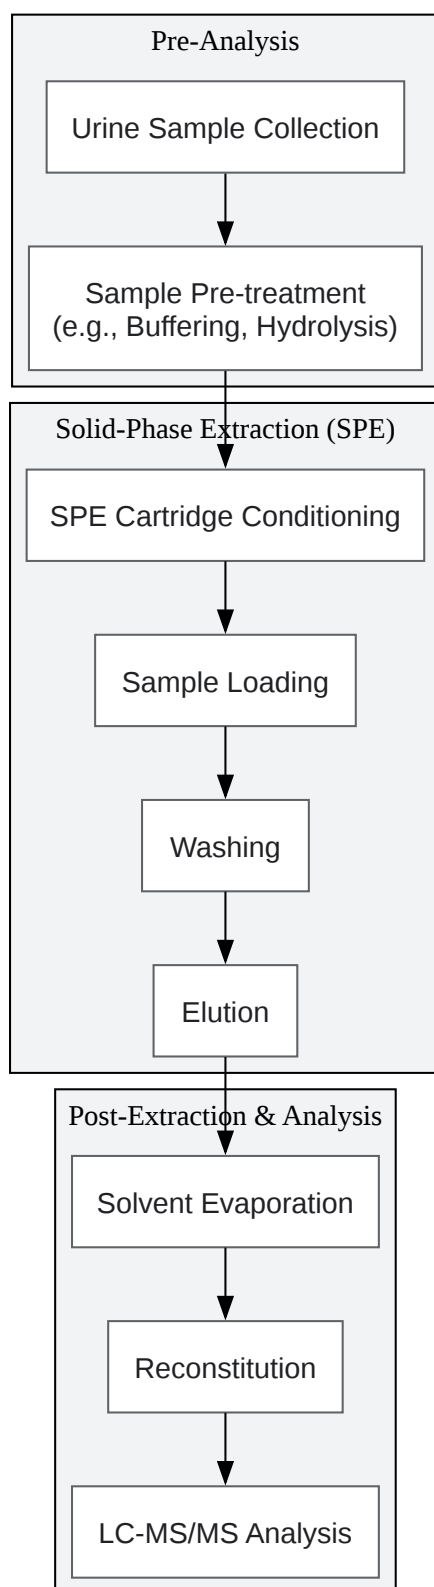 Pre-Analysis
Urine Sample Collection
Sample Pre-treatment
(e.g., Buffering, Hydrolysis)
Solid-Phase Extraction (SPE)
SPE Cartridge Conditioning
Sample Loading
Washing
Elution
Post-Extraction & Analysis
Solvent Evaporation
Reconstitution
LC-MS/MS Analysis